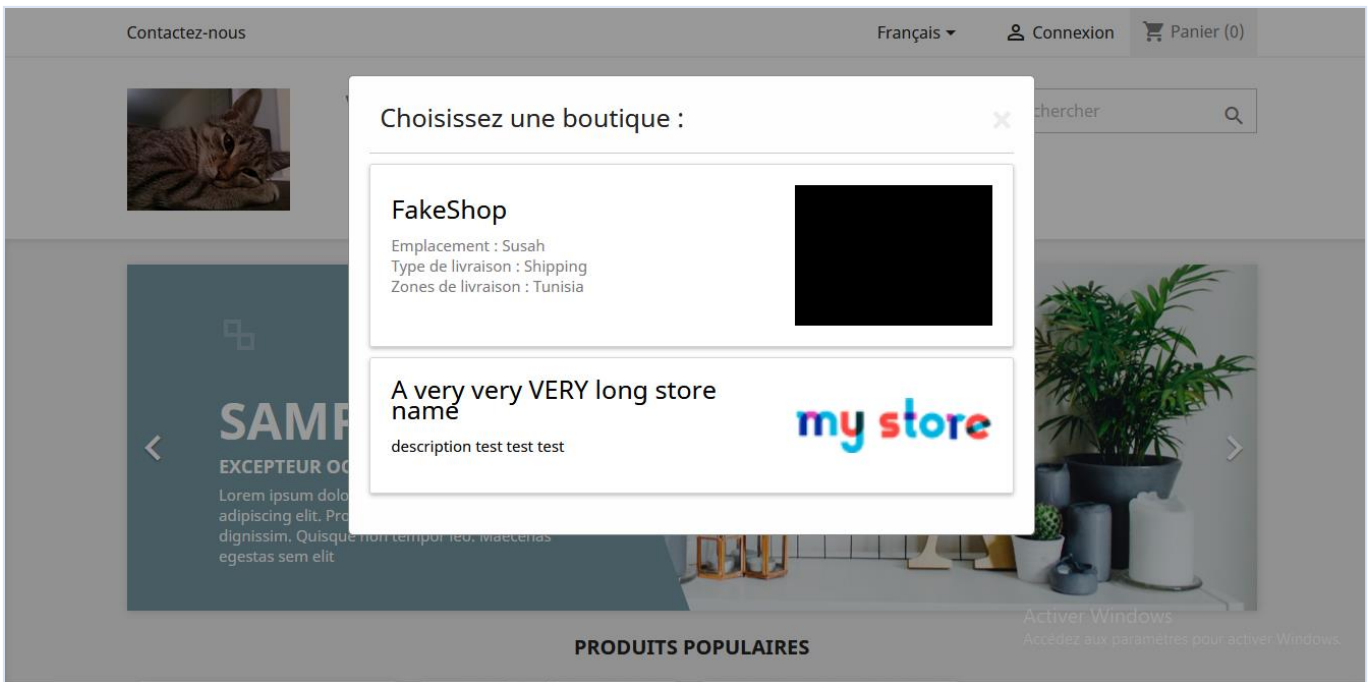 Contactez-nous
Français
Connexion
Panier (0)
Choisissez une boutique :
×
chercher
FakeShop
Emplacement : Susah
Type de livraison : Shipping
Zones de livraison : Tunisia
A very very VERY long store
name
description test test test
my store
SAMP
EXCEPTEUR OC
Lorem ipsum dolo
adipiscing elit. Pro
dignissim. Quisque non tempor leo. Maecenas
egestas sem elit
Activer Windows
Accédez aux paramètres pour activer Windows.
PRODUITS POPULAIRES